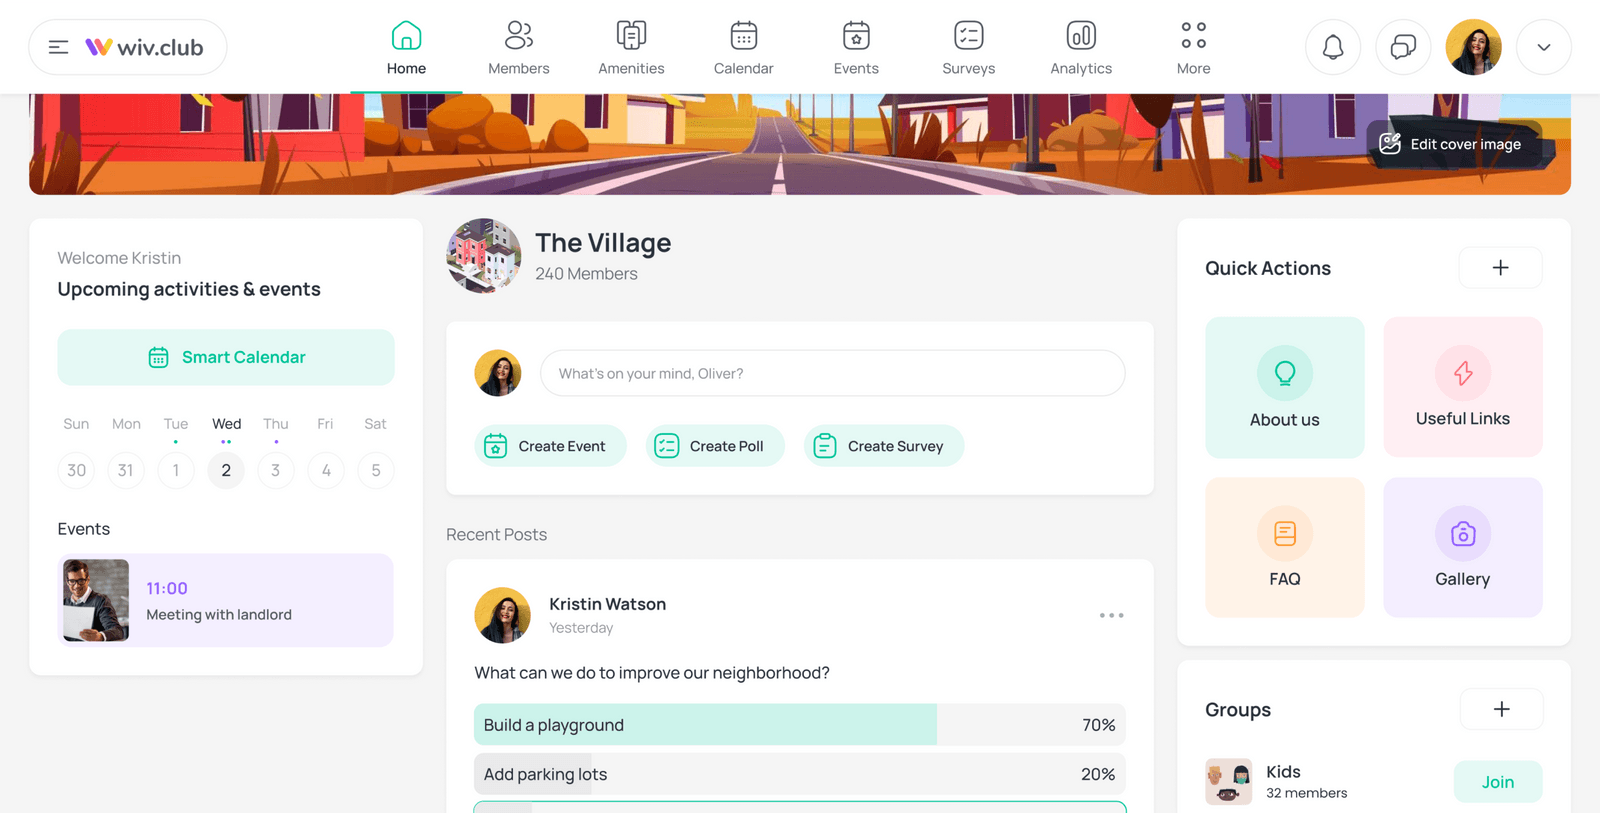 wiv.club
Home
Members
Amenities
Calendar
Events
Surveys
Analytics
More
Edit cover image
Welcome Kristin
Upcoming activities & events
Smart Calendar
Sun Mon Tue Wed Thu Fri Sat
30 31 1 2 3 4 5
Events
11:00
Meeting with landlord
The Village
240 Members
What's on your mind, Oliver?
Create Event
Create Poll
Create Survey
Recent Posts
Kristin Watson
Yesterday
What can we do to improve our neighborhood?
Build a playground 70%
Add parking lots 20%
Quick Actions
About us
Useful Links
FAQ
Gallery
Groups
Kids
32 members
Join